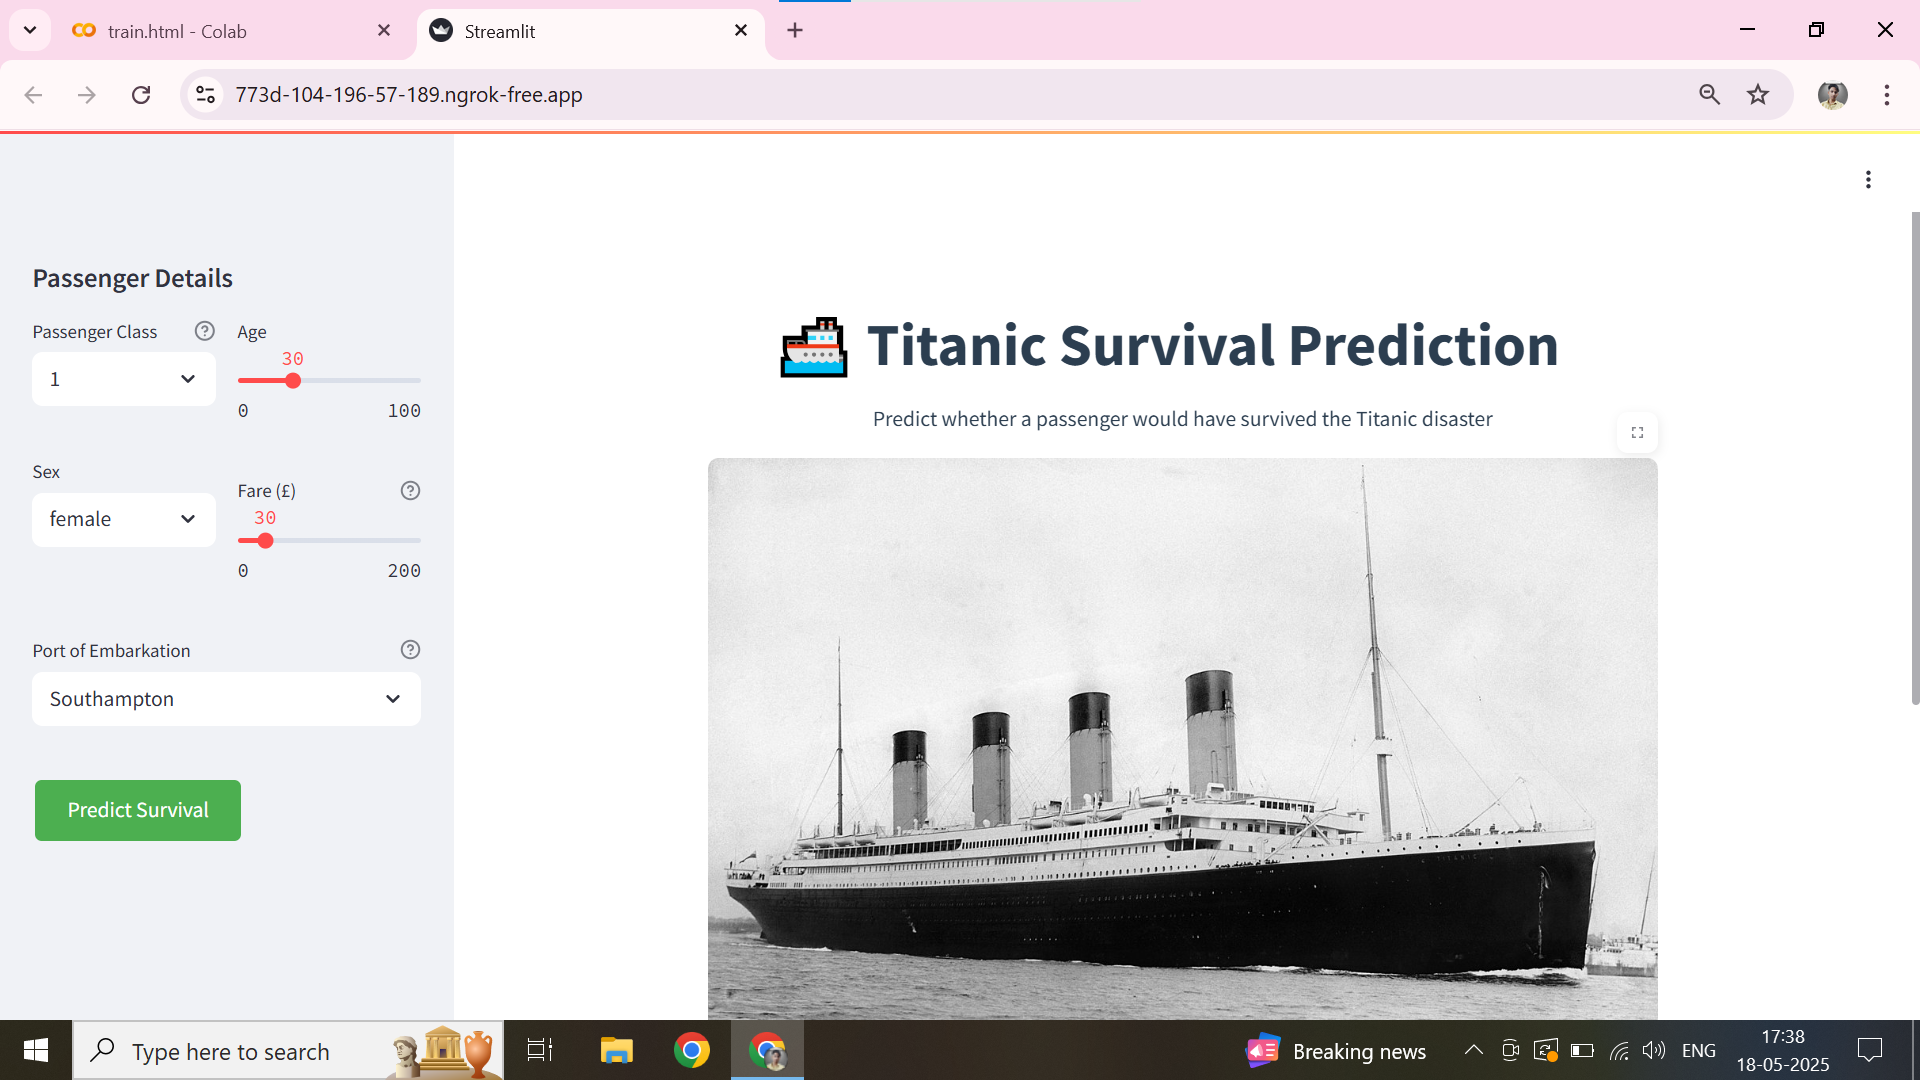 train.html - Colab
Streamlit
773d-104-196-57-189.ngrok-free.app
Passenger Details
Passenger Class
Age
30
1
0 100
Sex
Fare (£)
30
female
0 200
Port of Embarkation
Southampton
Predict Survival
Titanic Survival Prediction
Predict whether a passenger would have survived the Titanic disaster
Type here to search
Breaking news
ENG
17:38
18-05-2025